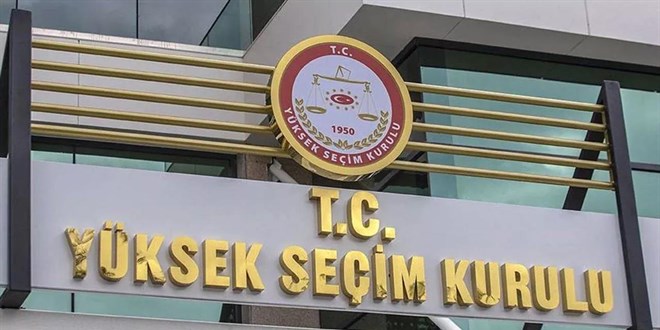 T.C.
1950
YÜKSEK SEÇİM KURULU
T.C.
YÜKSEK SEÇİM KURULU